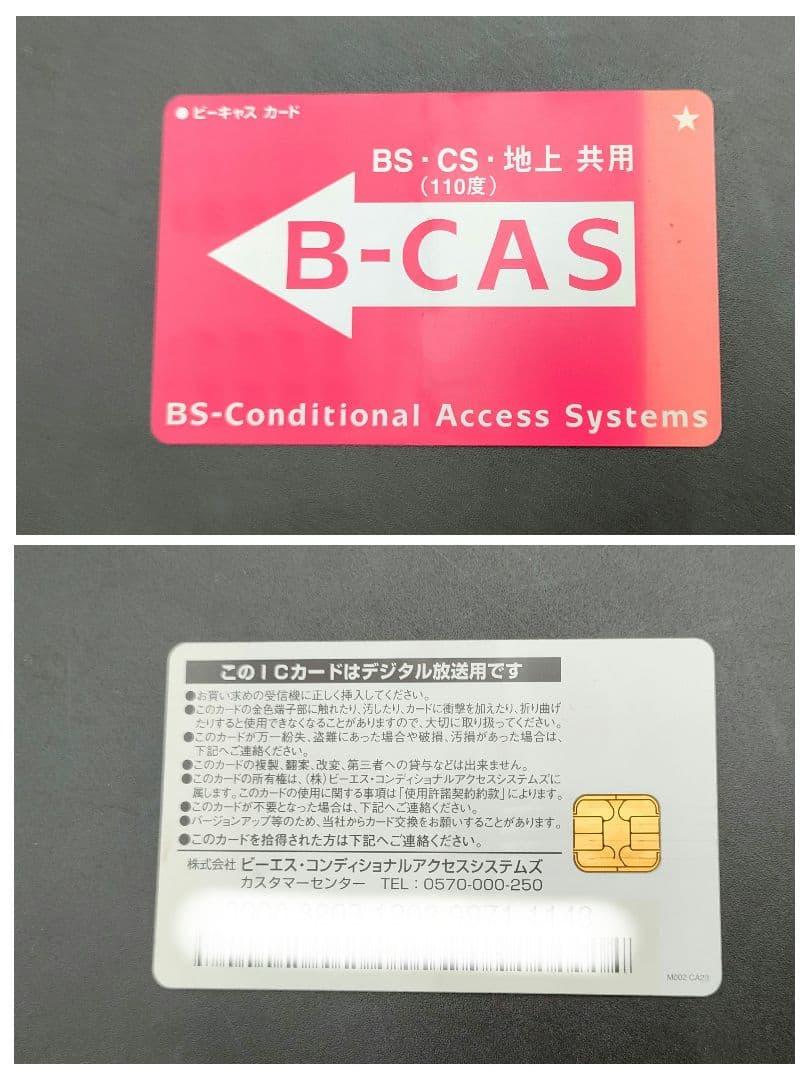 ビーキャス カード
★
BS・CS・地上 共用
(110度)
B-CAS
BS-Conditional Access Systems
このICカードはデジタル放送用です
●お買い求めの受信機に正しく挿入してください。
●このカードの金色端子部に触れたり、汚したり、カードに衝撃を加えたり、折り曲げ
たりすると使用できなくなることがありますので、大切に取り扱ってください。
●このカードが万一紛失、盗難にあった場合や破損、汚損があった場合は、
下記へご連絡ください。
●このカードの複製、翻案、改変、第三者への貸与などは出来ません。
●このカードの所有権は、(株)ビーエス・コンディショナルアクセスシステムズに
属します。このカードの使用に関する事項は「使用許諾契約約款」によります。
●このカードが不要となった場合は、下記へご連絡ください。
●バージョンアップ等のため、当社からカード交換をお願いすることがあります。
●このカードを拾得された方は下記へご連絡ください。
株式会社 ビーエス・コンディショナルアクセスシステムズ
カスタマーセンター TEL:0570-000-250
M002 CA23